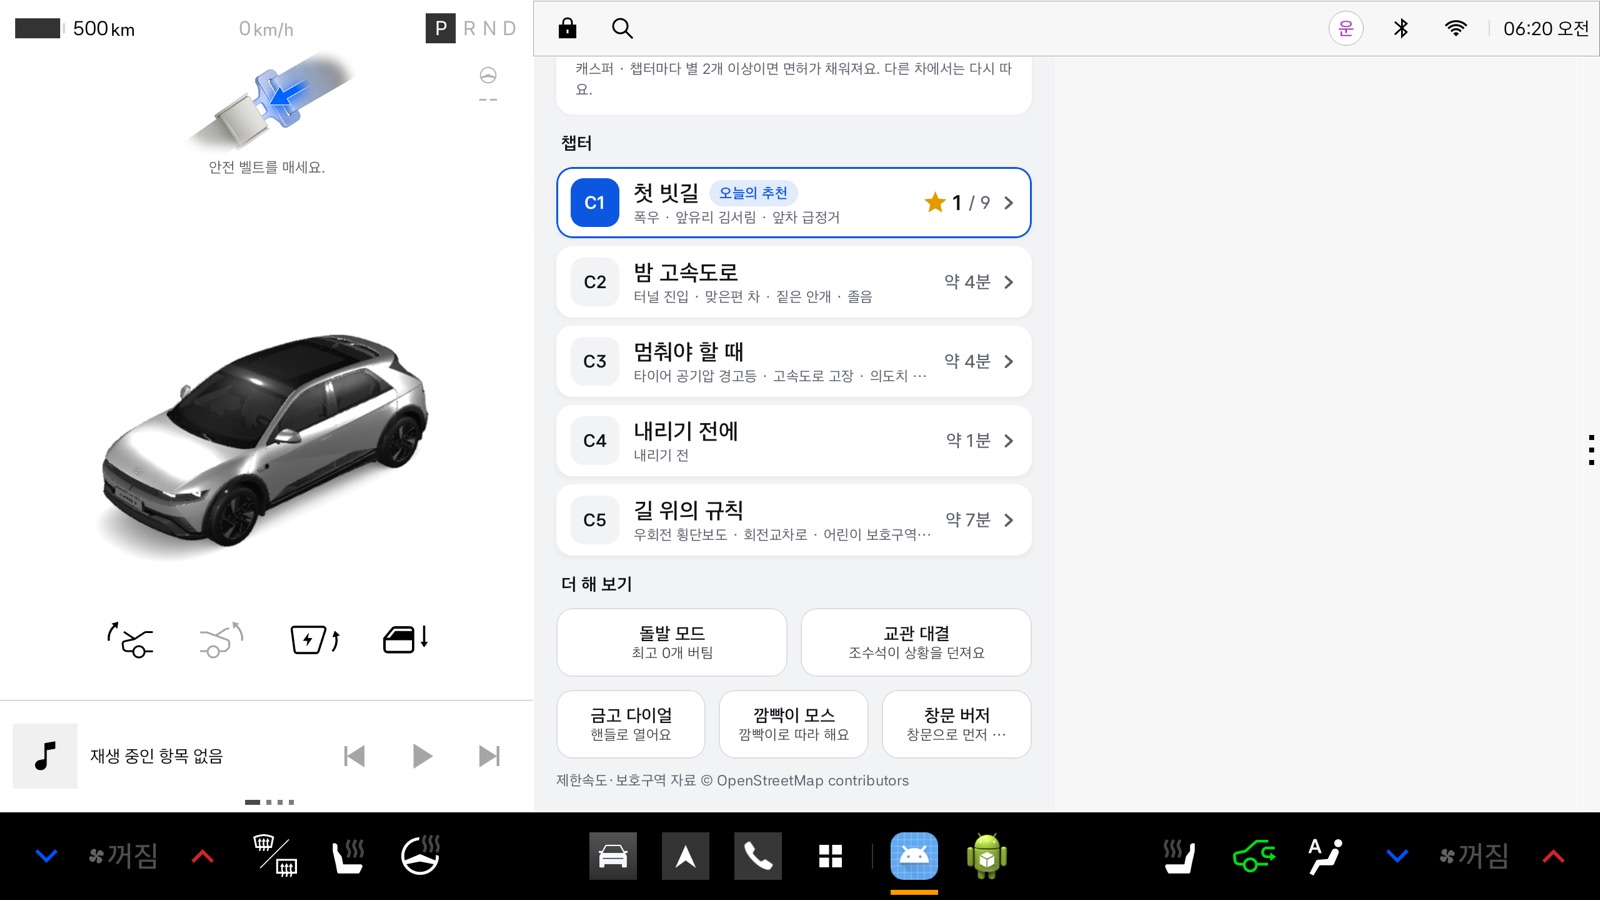 500 km
0 km/h
P R N D
운
06:20 오전
--
안전 벨트를 매세요.
캐스퍼 · 챕터마다 별 2개 이상이면 면허가 채워져요. 다른 차에서는 다시 따
요.
챕터
C1
첫 빗길
오늘의 추천
폭우 · 앞유리 김서림 · 앞차 급정거
1 / 9
C2
밤 고속도로
터널 진입 · 맞은편 차 · 짙은 안개 · 졸음
약 4분
C3
멈춰야 할 때
타이어 공기압 경고등 · 고속도로 고장 · 의도치 …
약 4분
C4
내리기 전에
내리기 전
약 1분
C5
길 위의 규칙
우회전 횡단보도 · 회전교차로 · 어린이 보호구역…
약 7분
더 해 보기
돌발 모드
최고 0개 버팀
교관 대결
조수석이 상황을 던져요
금고 다이얼
핸들로 열어요
깜빡이 모스
깜빡이로 따라 해요
창문 버저
창문으로 먼저 …
제한속도·보호구역 자료 © OpenStreetMap contributors
재생 중인 항목 없음
꺼짐
A
꺼짐